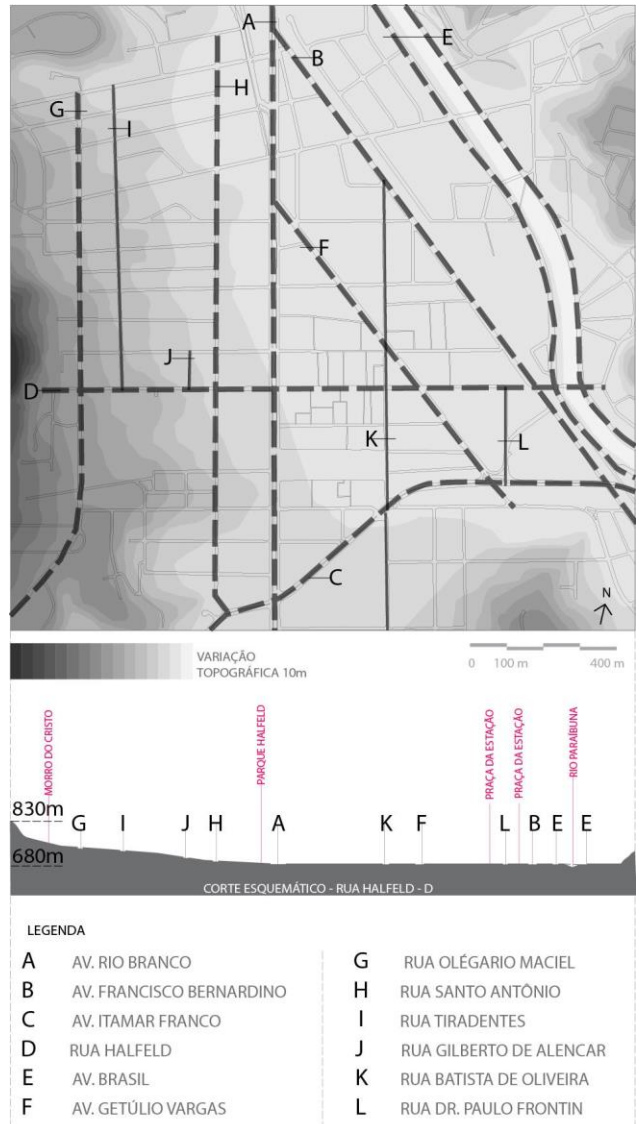 A
B
E
G
H
I
F
J
D
K
L
C
N
VARIAÇÃO
TOPOGRÁFICA 10m
0 100 m 400 m
MORRO DO CRISTO
PARQUE HALFELD
PRAÇA DA ESTAÇÃO
PRAÇA DA ESTAÇÃO
RIO PARAÍBUNA
830m
G I J H A K F L B E E
680m
CORTE ESQUEMÁTICO - RUA HALFELD - D
LEGENDA
A AV. RIO BRANCO
B AV. FRANCISCO BERNARDINO
C AV. ITAMAR FRANCO
D RUA HALFELD
E AV. BRASIL
F AV. GETÚLIO VARGAS
G RUA OLÉGARIO MACIEL
H RUA SANTO ANTÔNIO
I RUA TIRADENTES
J RUA GILBERTO DE ALENCAR
K RUA BATISTA DE OLIVEIRA
L RUA DR. PAULO FRONTIN